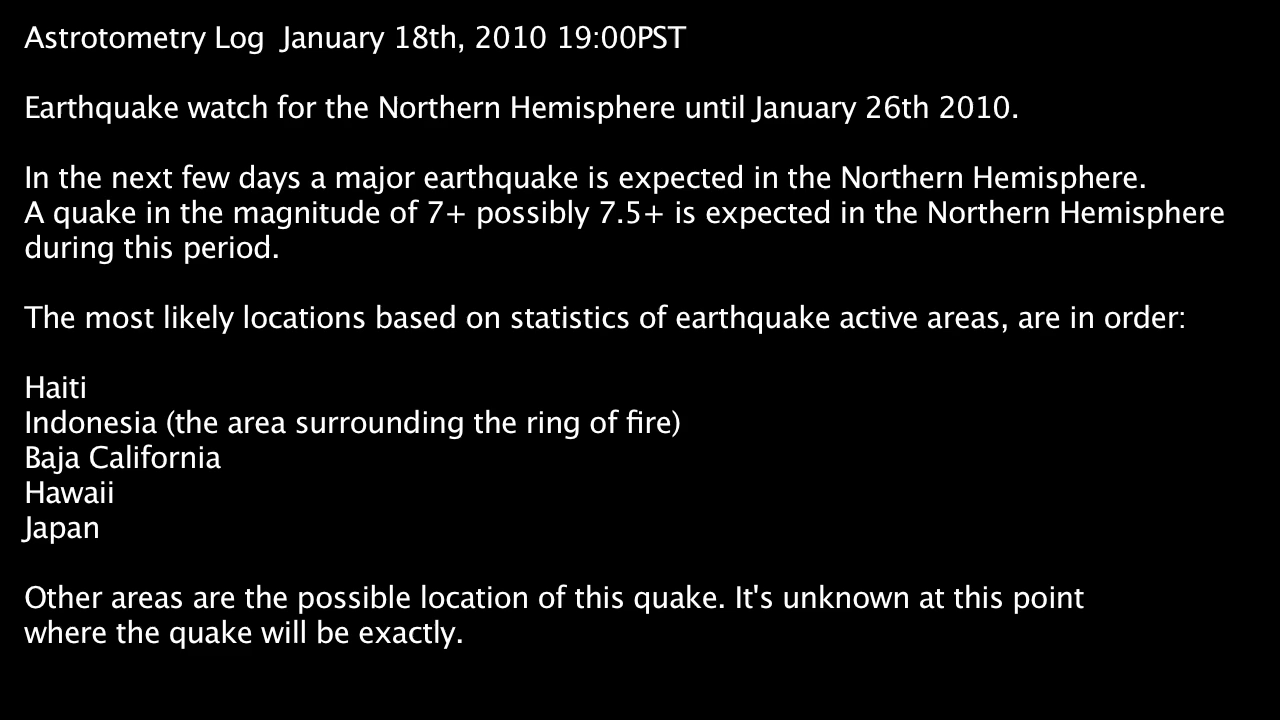 Astrotometry Log  January 18th, 2010 19:00PST
Earthquake watch for the Northern Hemisphere until January 26th 2010.
In the next few days a major earthquake is expected in the Northern Hemisphere.
A quake in the magnitude of 7+ possibly 7.5+ is expected in the Northern Hemisphere
during this period.
The most likely locations based on statistics of earthquake active areas, are in order:
Haiti
Indonesia (the area surrounding the ring of fire)
Baja California
Hawaii
Japan
Other areas are the possible location of this quake. It's unknown at this point
where the quake will be exactly.